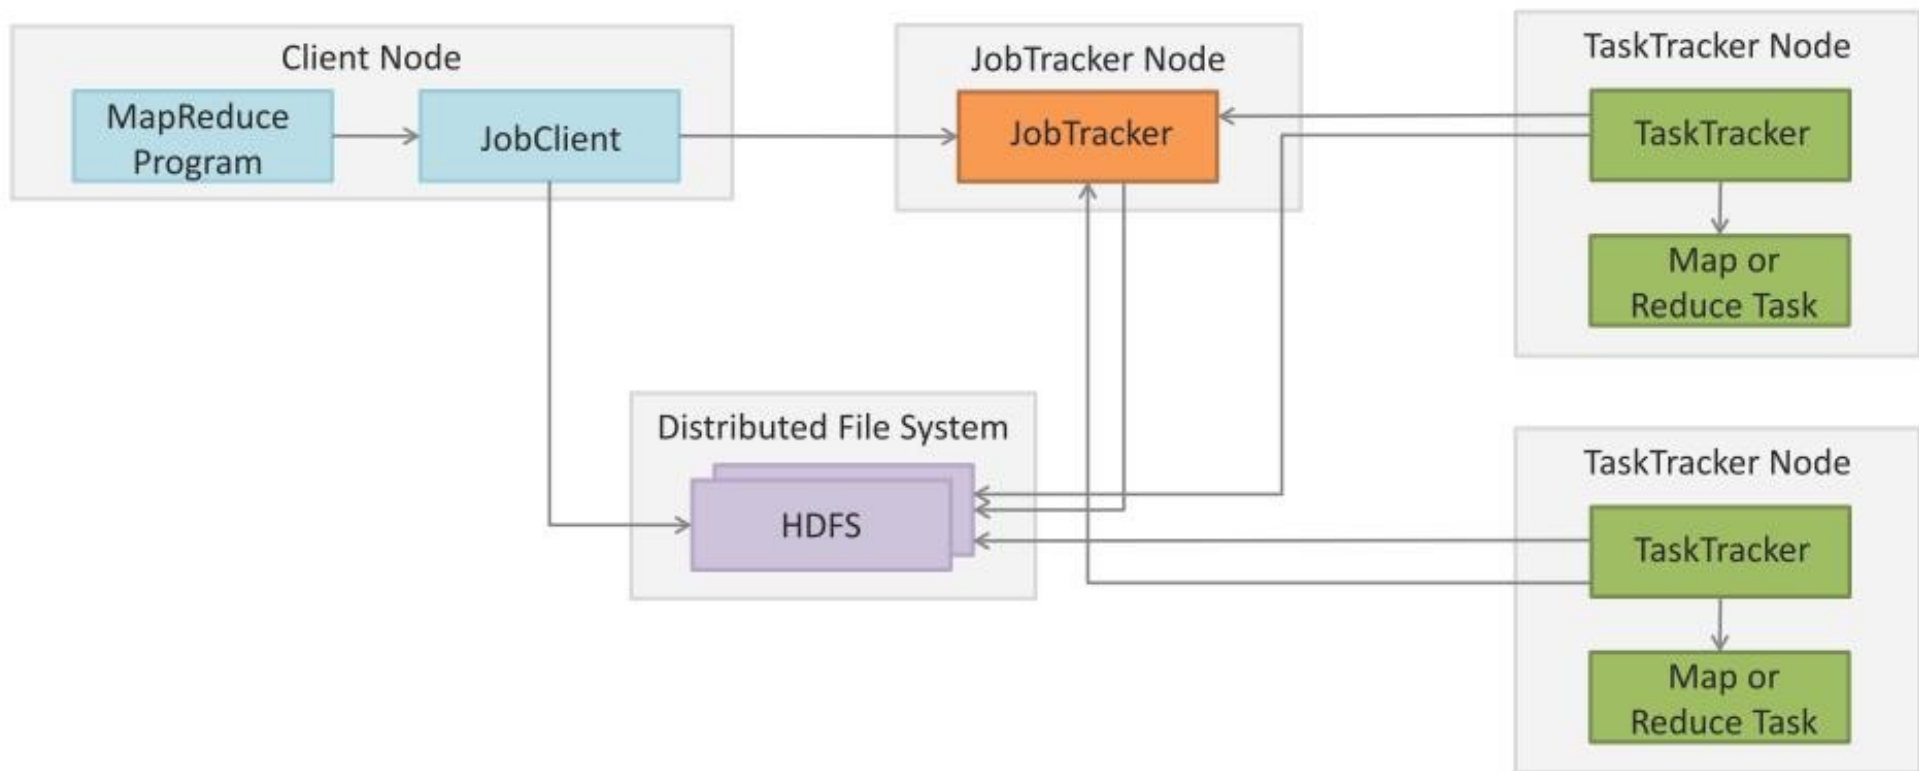 Client Node
MapReduce
Program
JobClient
JobTracker Node
JobTracker
TaskTracker Node
TaskTracker
Map or
Reduce Task
Distributed File System
HDFS
TaskTracker Node
TaskTracker
Map or
Reduce Task